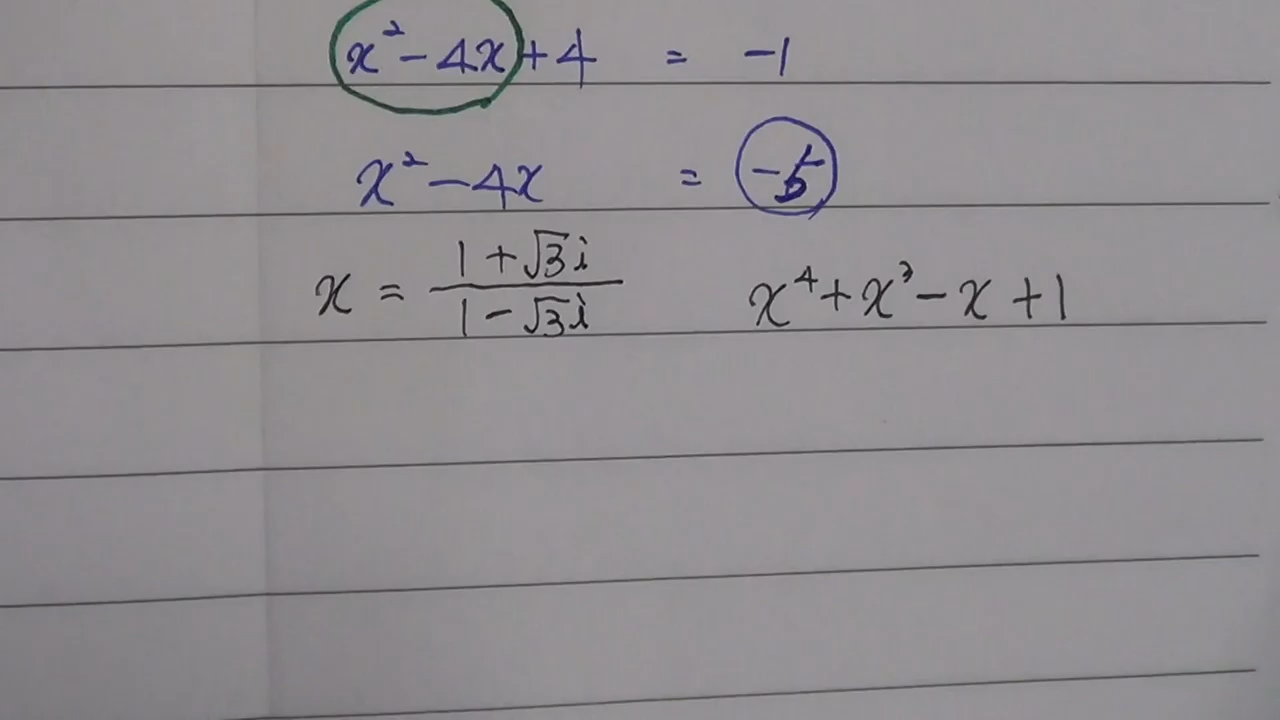 x² - 4x + 4 = -1
x² - 4x = -5
x = (1 + √3i)/(1 - √3i) x⁴ + x³ - x + 1